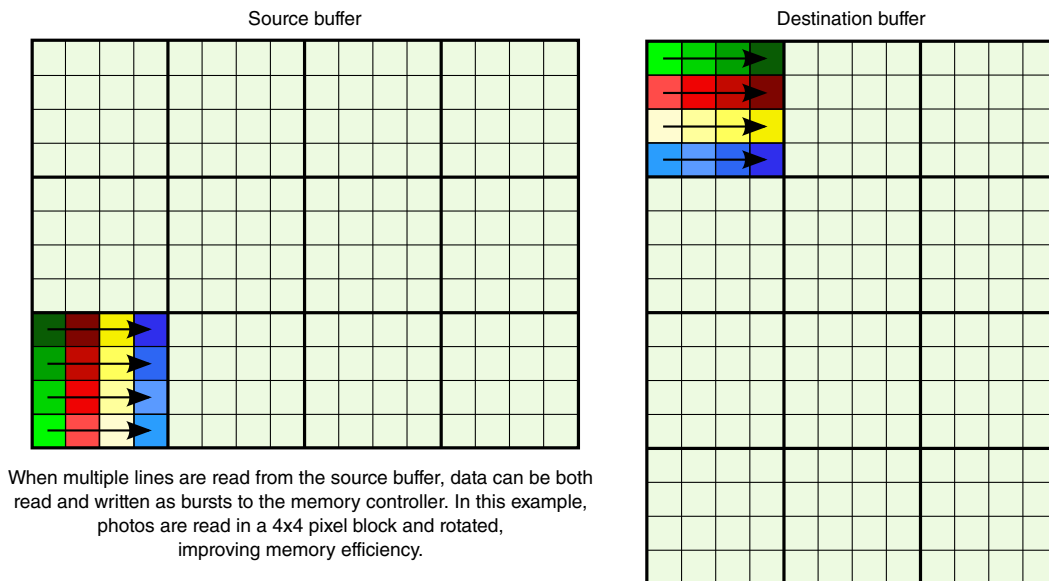 Source buffer
Destination buffer
When multiple lines are read from the source buffer, data can be both
read and written as bursts to the memory controller. In this example,
photos are read in a 4x4 pixel block and rotated,
improving memory efficiency.